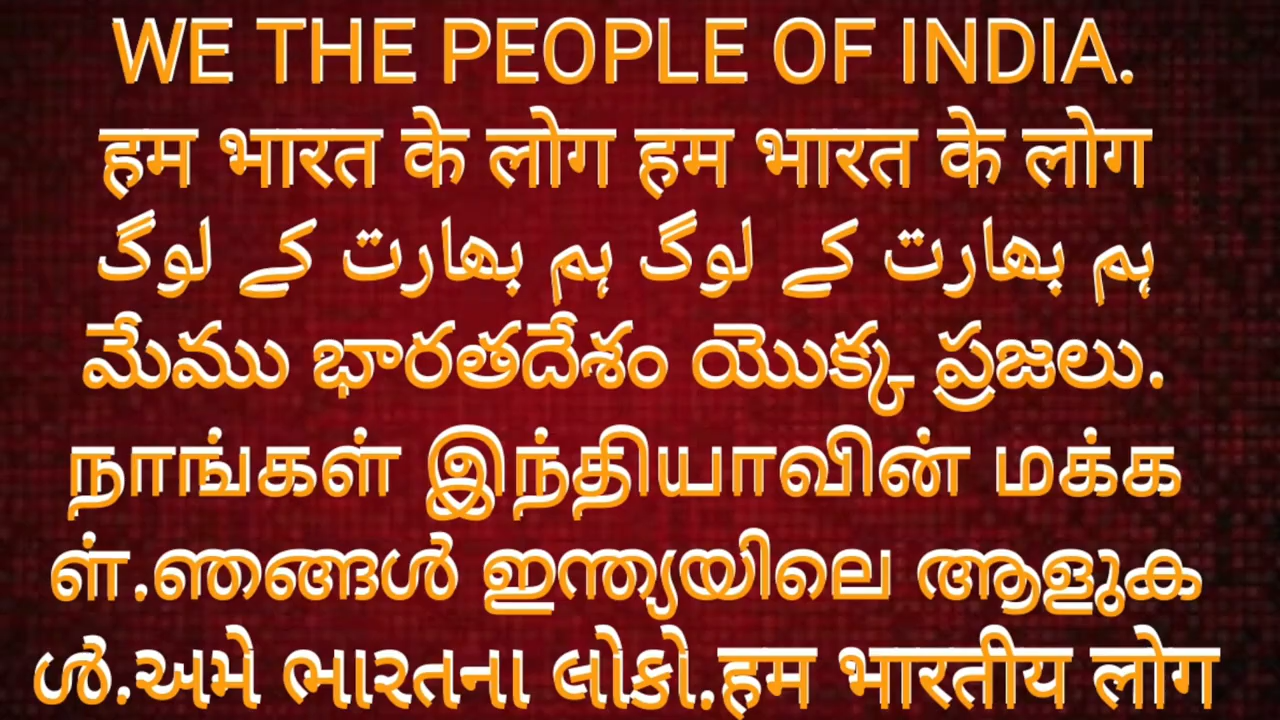 WE THE PEOPLE OF INDIA.
हम भारत के लोग हम भारत के लोग
ہم بھارت کے لوگ ہم بھارت کے لوگ
మేము భారతదేశం యొక్క ప్రజలు.
நாங்கள் இந்தியாவின் மக்க
ள்.ഞങ്ങൾ ഇന്ത്യയിലെ ആളുക
ൾ.અમે ભારતના લોકો.हम भारतीय लोग